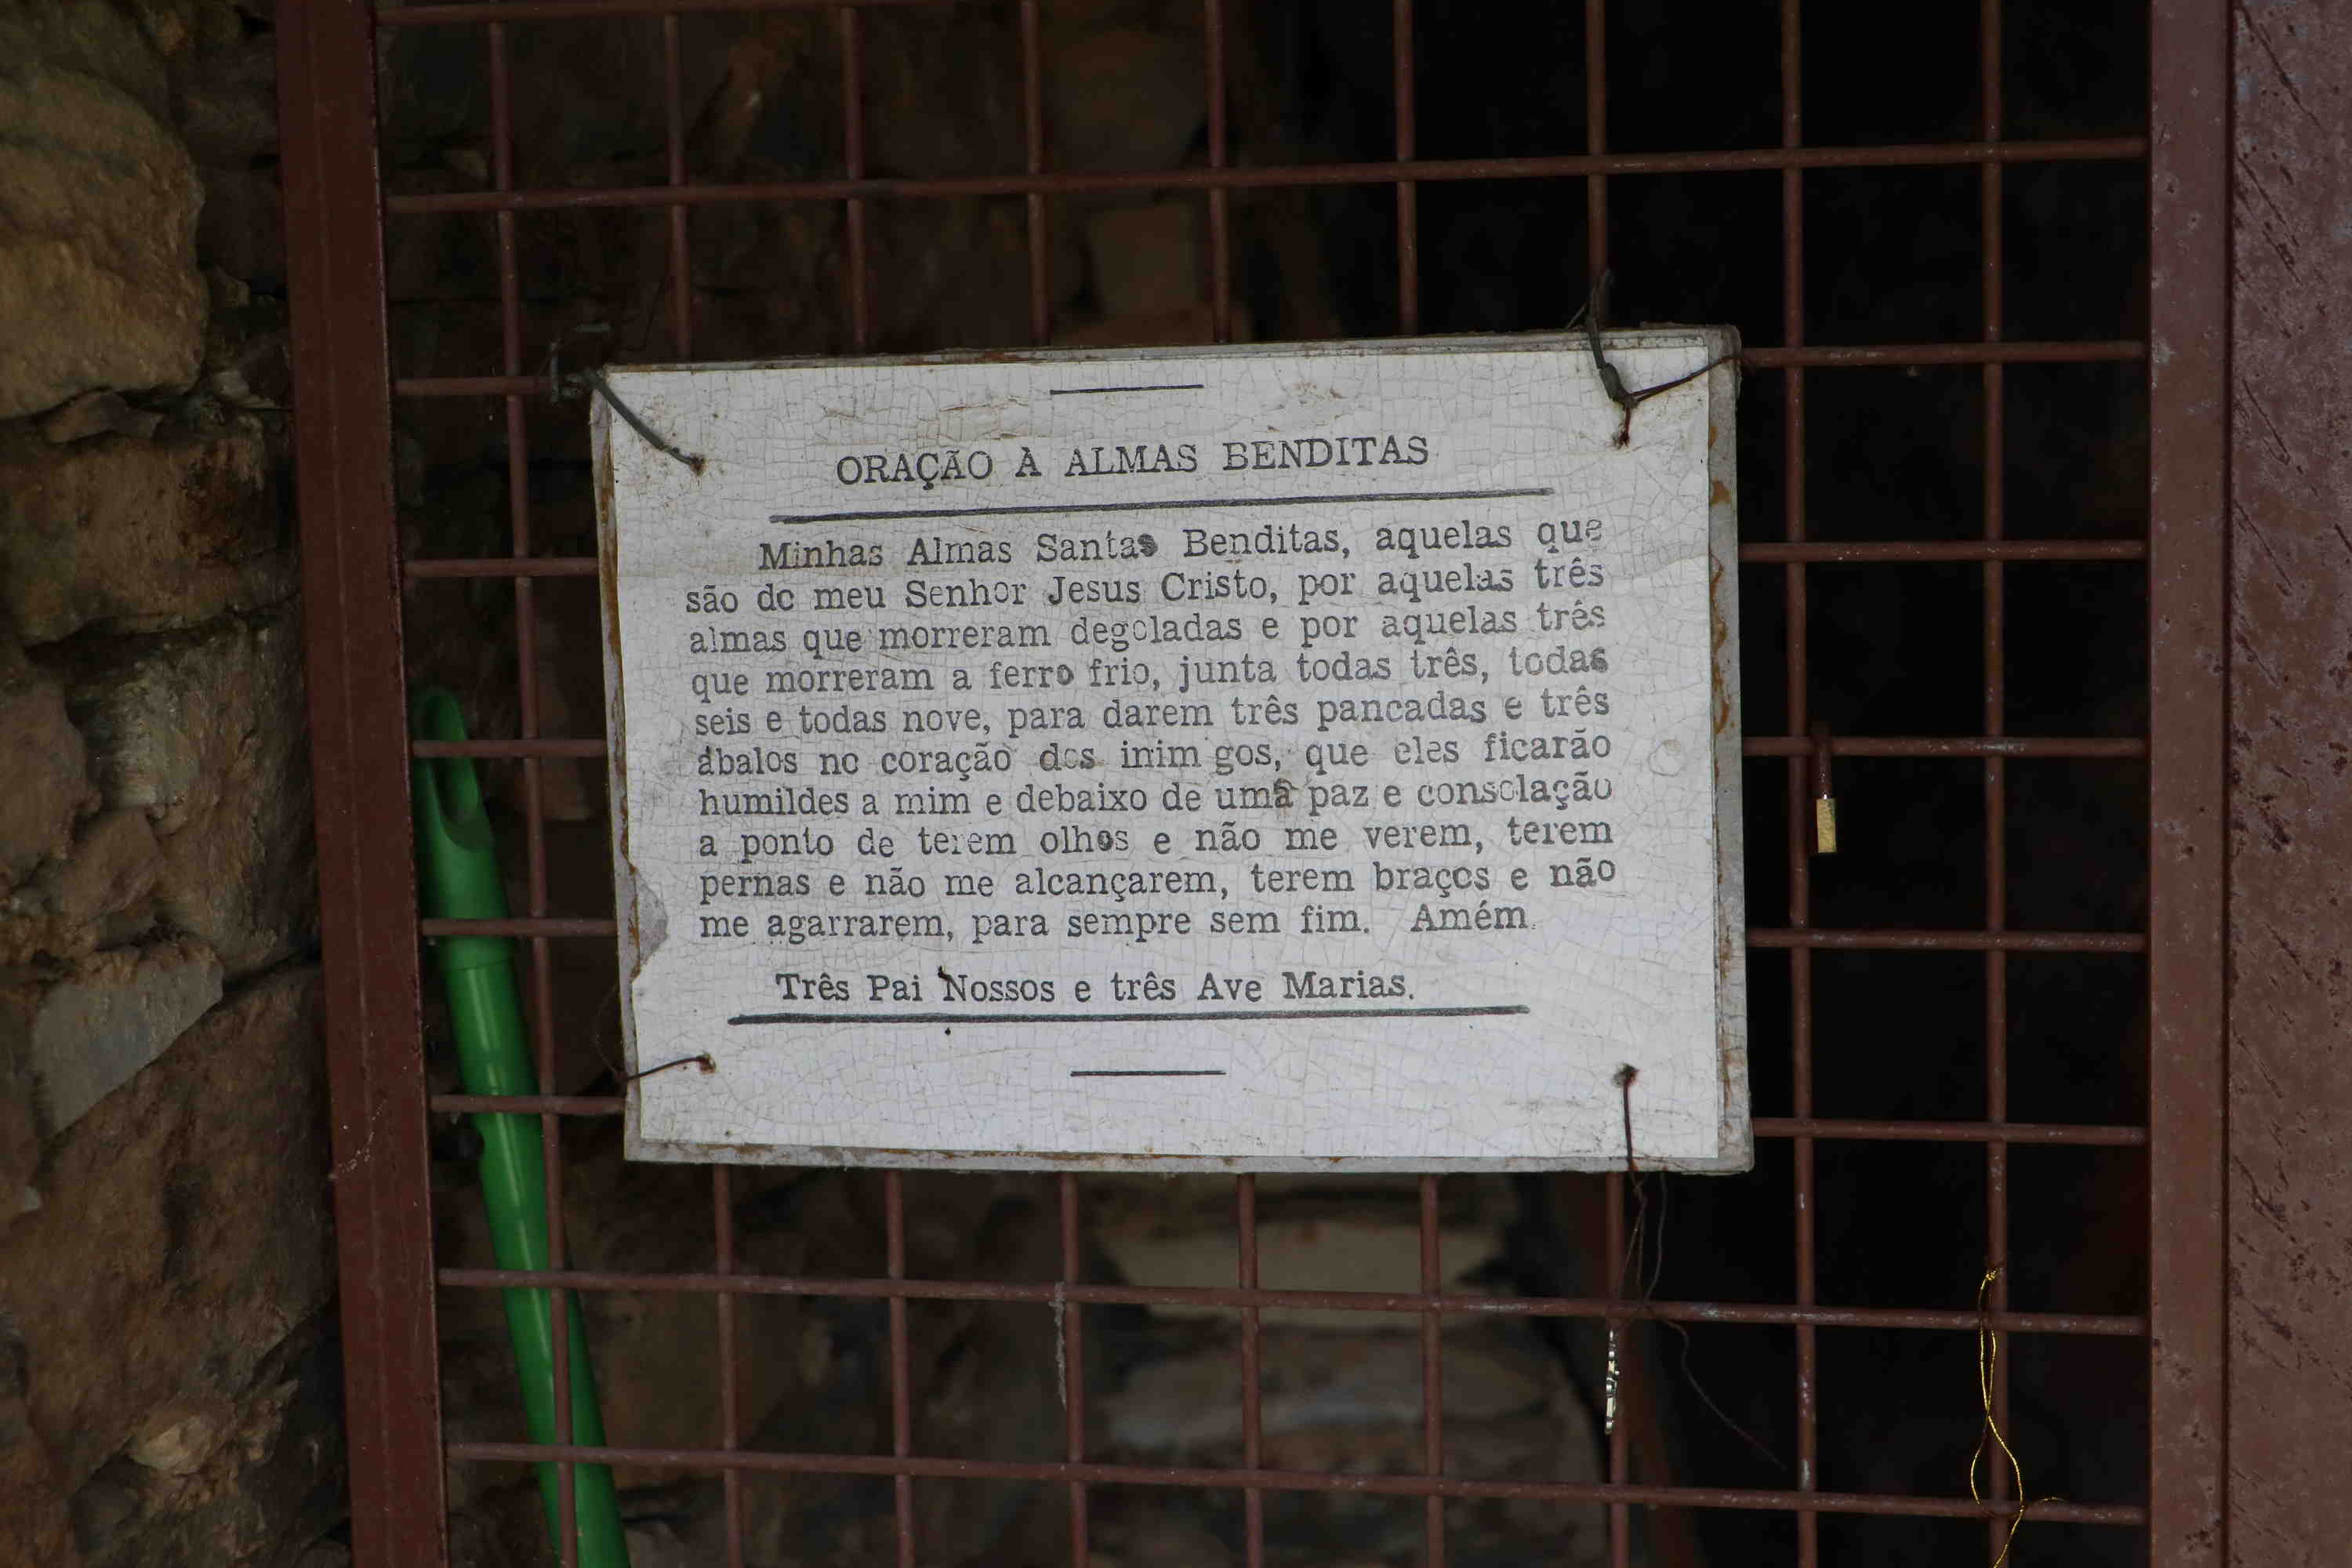 ORAÇÃO À ALMAS BENDITAS
Minhas Almas Santas Benditas, aquelas que
são do meu Senhor Jesus Cristo, por aquelas três
almas que morreram degoladas e por aquelas três
que morreram a ferro frio, junta todas três, todas
seis e todas nove, para darem três pancadas e três
ábalos no coração dos inimigos, que eles ficarão
humildes a mim e debaixo de uma paz e consolação
a ponto de terem olhos e não me verem, terem
pernas e não me alcançarem, terem braços e não
me agarrarem, para sempre sem fim. Amém.
Três Pai Nossos e três Ave Marias.